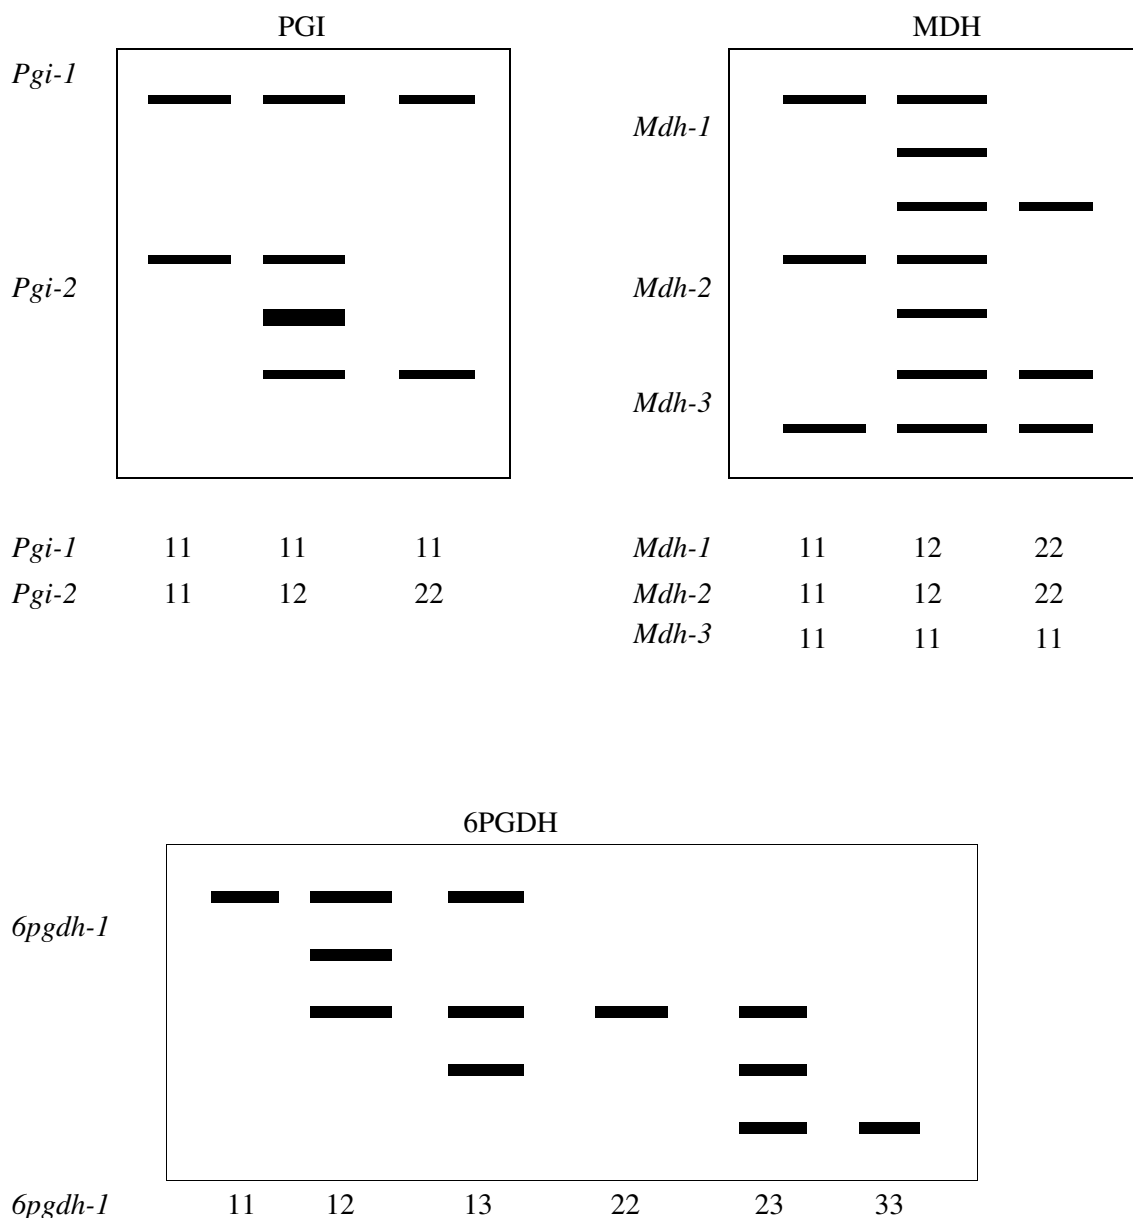 PGI
MDH
Pgi-1
Mdh-1
Pgi-2
Mdh-2
Mdh-3
Pgi-1 11 11 11
Mdh-1 11 12 22
Pgi-2 11 12 22
Mdh-2 11 12 22
Mdh-3 11 11 11
6PGDH
6pgdh-1
6pgdh-1 11 12 13 22 23 33